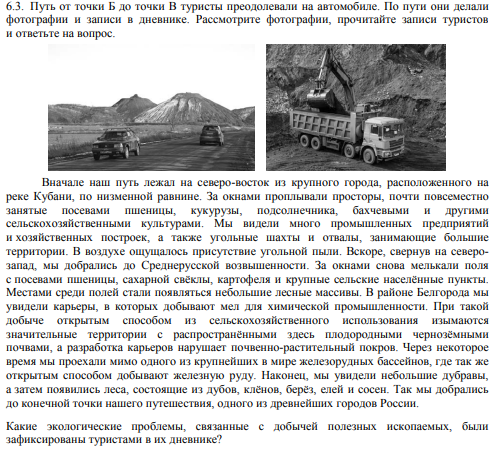 6.3. Путь от точки Б до точки В туристы преодолевали на автомобиле. По пути они делали
фотографии и записи в дневнике. Рассмотрите фотографии, прочитайте записи туристов
и ответьте на вопрос.
Вначале наш путь лежал на северо-восток из крупного города, расположенного на
реке Кубани, по низменной равнине. За окнами проплывали просторы, почти повсеместно
занятые посевами пшеницы, кукурузы, подсолнечника, бахчевыми и другими
сельскохозяйственными культурами. Мы видели много промышленных предприятий
и хозяйственных построек, а также угольные шахты и отвалы, занимающие большие
территории. В воздухе ощущалось присутствие угольной пыли. Вскоре, свернув на северо-
запад, мы добрались до Среднерусской возвышенности. За окнами снова мелькали поля
с посевами пшеницы, сахарной свёклы, картофеля и крупные сельские населённые пункты.
Местами среди полей стали появляться небольшие лесные массивы. В районе Белгорода мы
увидели карьеры, в которых добывают мел для химической промышленности. При такой
добыче открытым способом из сельскохозяйственного использования изымаются
значительные территории с распространёнными здесь плодородными чернозёмными
почвами, а разработка карьеров нарушает почвенно-растительный покров. Через некоторое
время мы проехали мимо одного из крупнейших в мире железорудных бассейнов, где так же
открытым способом добывают железную руду. Наконец, мы увидели небольшие дубравы,
а затем появились леса, состоящие из дубов, клёнов, берёз, елей и сосен. Так мы добрались
до конечной точки нашего путешествия, одного из древнейших городов России.
Какие экологические проблемы, связанные с добычей полезных ископаемых, были
зафиксированы туристами в их дневнике?